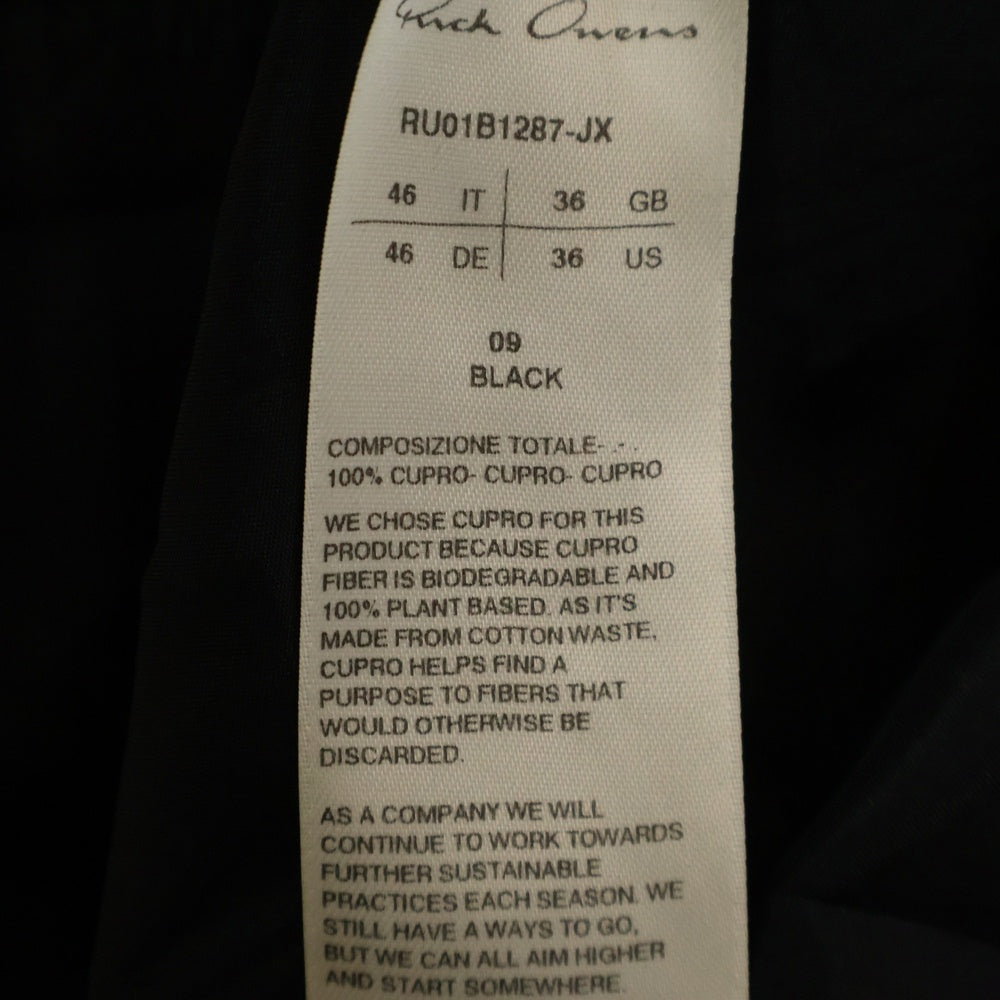 Rick Owens
RU01B1287-JX
46 IT 36 GB
46 DE 36 US
09
BLACK
COMPOSIZIONE TOTALE- .- .
100% CUPRO- CUPRO- CUPRO
WE CHOSE CUPRO FOR THIS
PRODUCT BECAUSE CUPRO
FIBER IS BIODEGRADABLE AND
100% PLANT BASED. AS IT'S
MADE FROM COTTON WASTE,
CUPRO HELPS FIND A
PURPOSE TO FIBERS THAT
WOULD OTHERWISE BE
DISCARDED.
AS A COMPANY WE WILL
CONTINUE TO WORK TOWARDS
FURTHER SUSTAINABLE
PRACTICES EACH SEASON. WE
STILL HAVE A WAYS TO GO,
BUT WE CAN ALL AIM HIGHER
AND START SOMEWHERE.